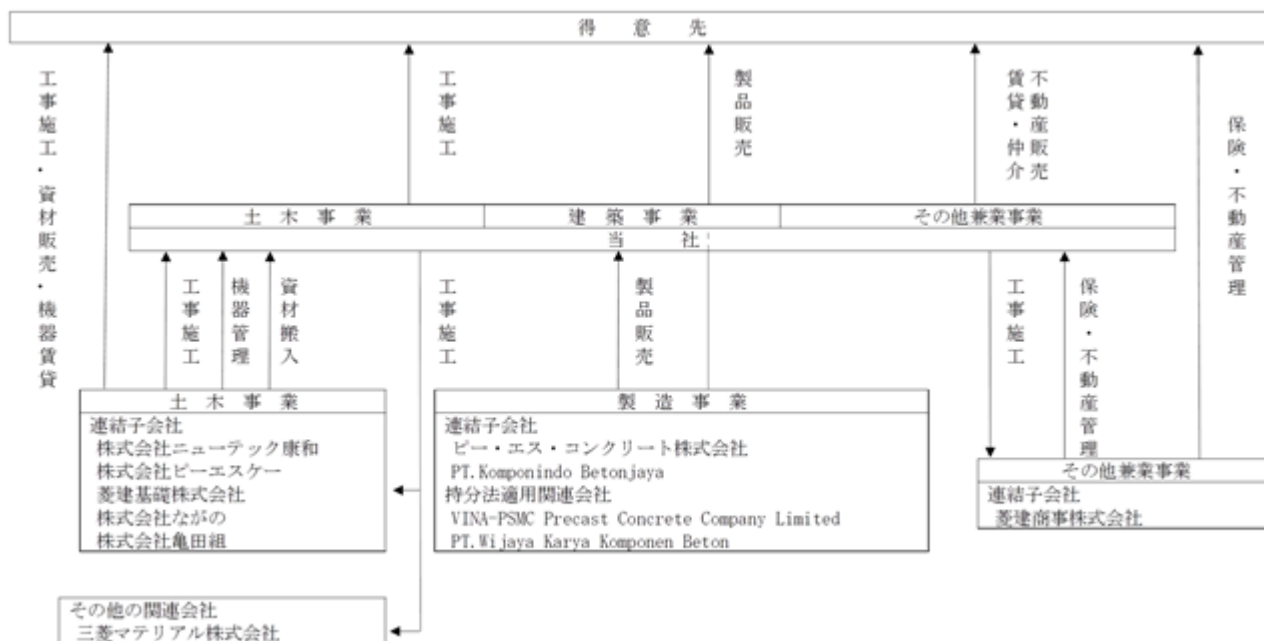 得意先
工事施工・資材販売・機器賃貸
工事施工
製品販売
不動産販売
賃貸・仲介
保険・不動産管理
土木事業
建築事業
その他兼業事業
当社
工事施工
機器管理
資材搬入
工事施工
製品販売
工事施工
保険・不動産管理
土木事業
連結子会社
株式会社ニューテック康和
株式会社ピーエスケー
菱建基礎株式会社
株式会社ながの
株式会社亀田組
製造事業
連結子会社
ピー・エス・コンクリート株式会社
PT.Komponindo Betonjaya
持分法適用関連会社
VINA-PSMC Precast Concrete Company Limited
PT.Wijaya Karya Komponen Beton
その他兼業事業
連結子会社
菱建商事株式会社
その他の関連会社
三菱マテリアル株式会社